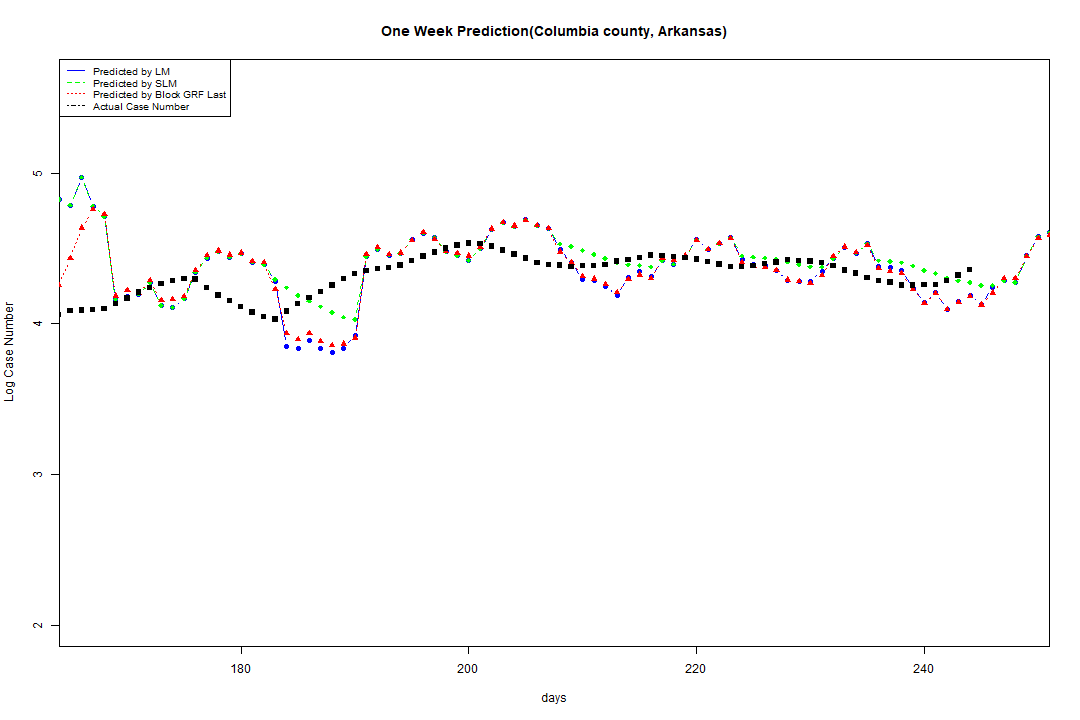 One Week Prediction(Columbia county, Arkansas)
Predicted by LM
Predicted by SLM
Predicted by Block GRF Last
Actual Case Number
5
4
3
2
Log Case Number
180 200 220 240
days